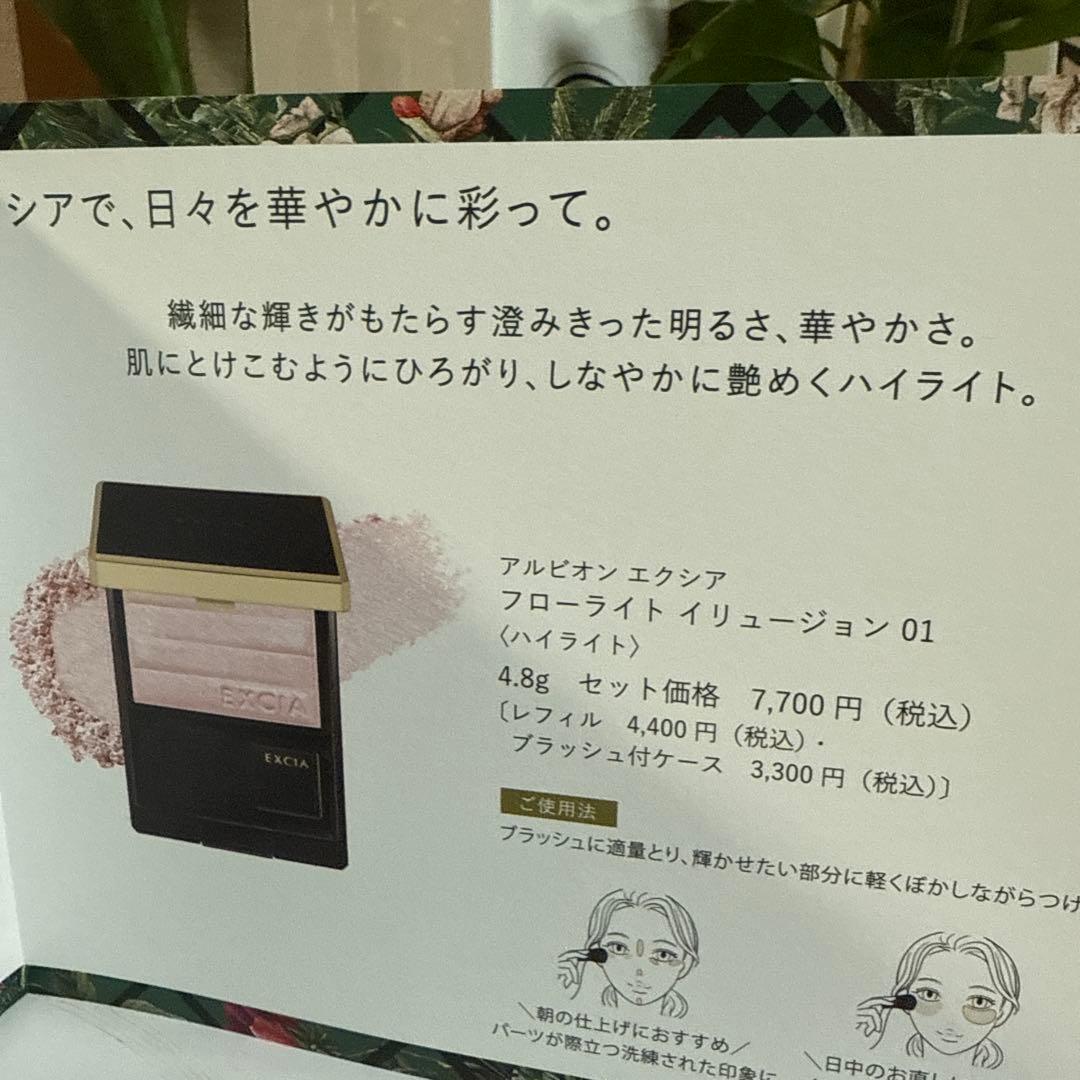 シアで、日々を華やかに彩って。
繊細な輝きがもたらす澄みきった明るさ、華やかさ。
肌にとけこむようにひろがり、しなやかに艶めくハイライト。
EXCIA
EXCIA
アルビオン エクシア
フローライト イリュージョン 01
〈ハイライト〉
4.8g セット価格 7,700 円（税込）
〔レフィル 4,400 円（税込）・
ブラッシュ付ケース 3,300 円（税込）〕
ご使用法
ブラッシュに適量とり、輝かせたい部分に軽くぼかしながらつけ
＼朝の仕上げにおすすめ／
パーツが際立つ洗練された印象に
＼日中のお直し